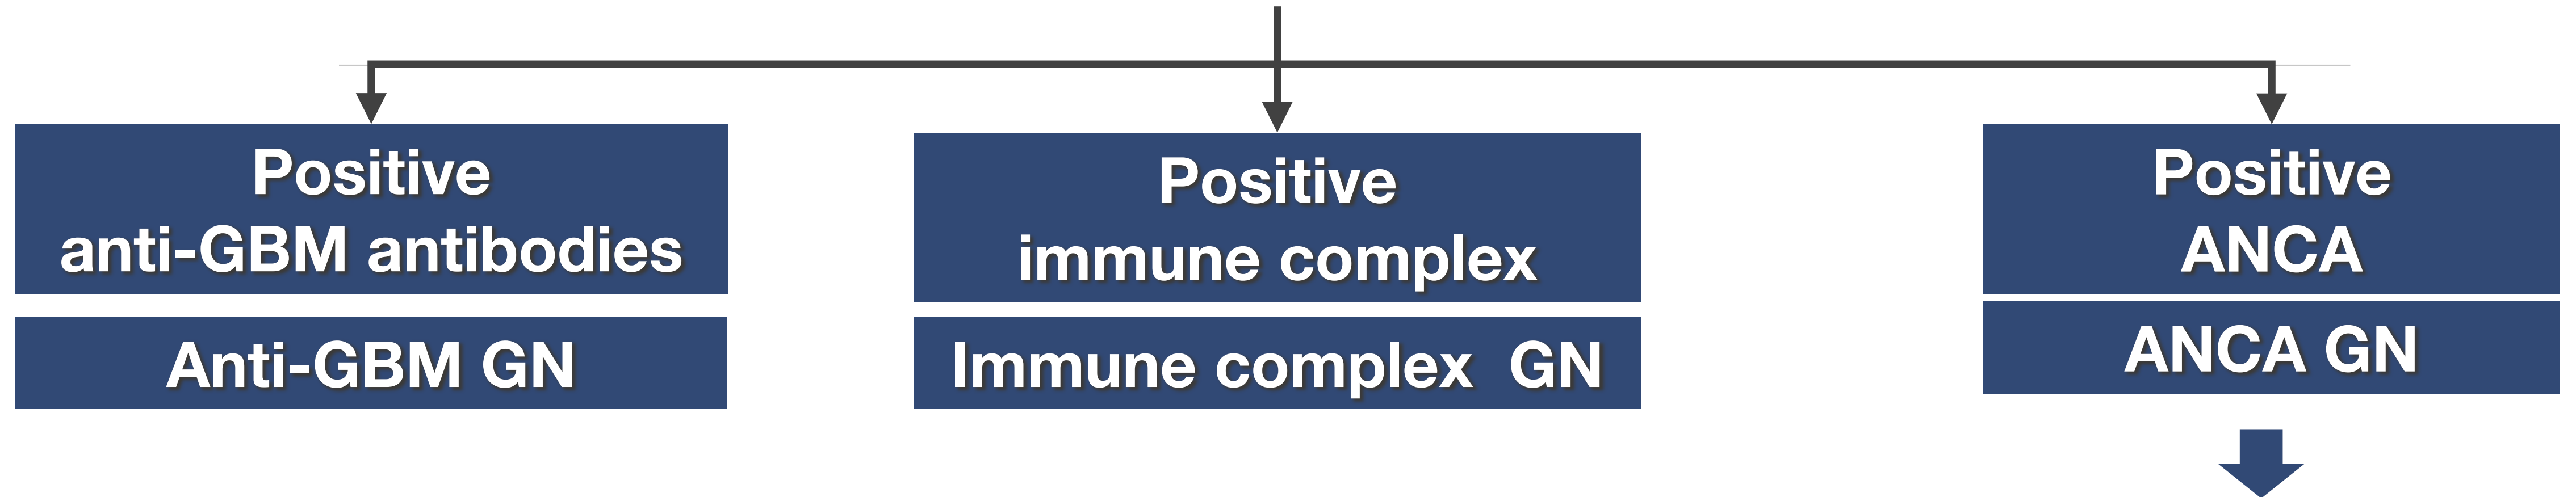 Positive
anti-GBM antibodies
Anti-GBM GN
Positive
immune complex
Immune complex  GN
Positive
ANCA
ANCA GN